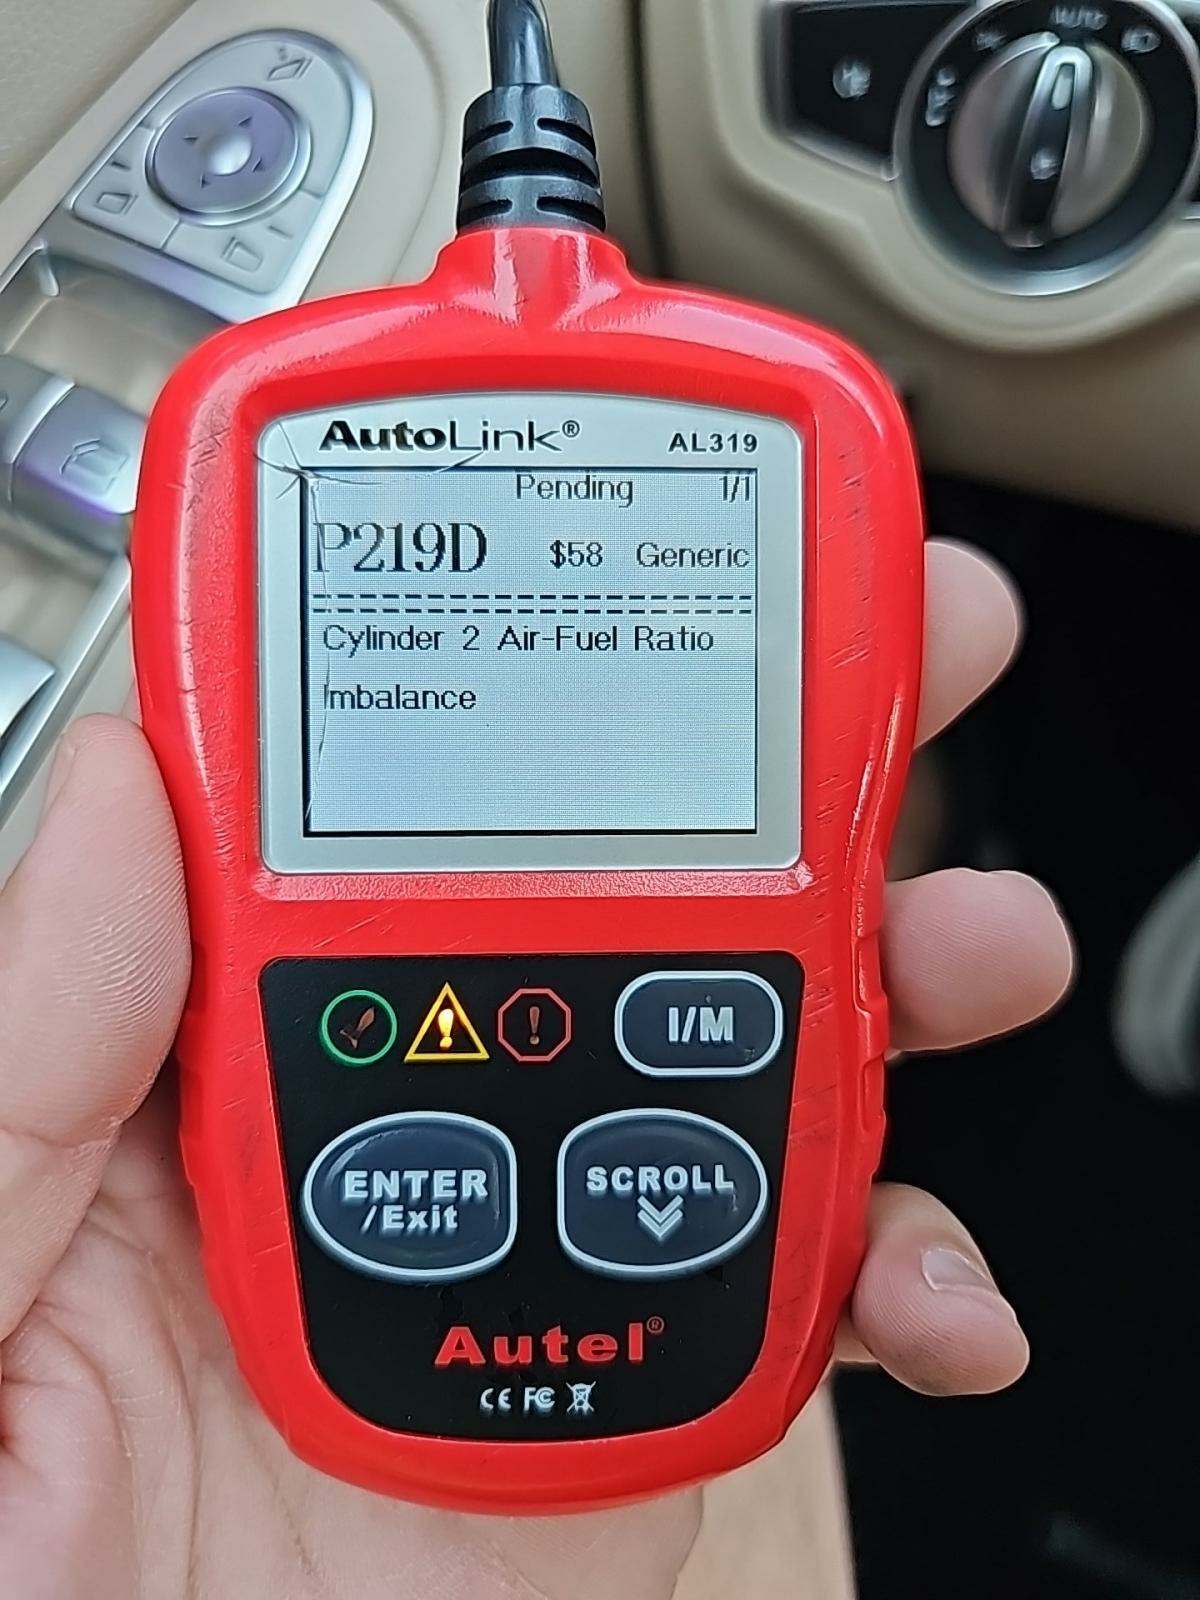 AUTO
AutoLink® AL319
Pending 1/1
P219D $58 Generic
Cylinder 2 Air-Fuel Ratio
Imbalance
I/M
ENTER
/Exit
SCROLL
Autel®
CE FC